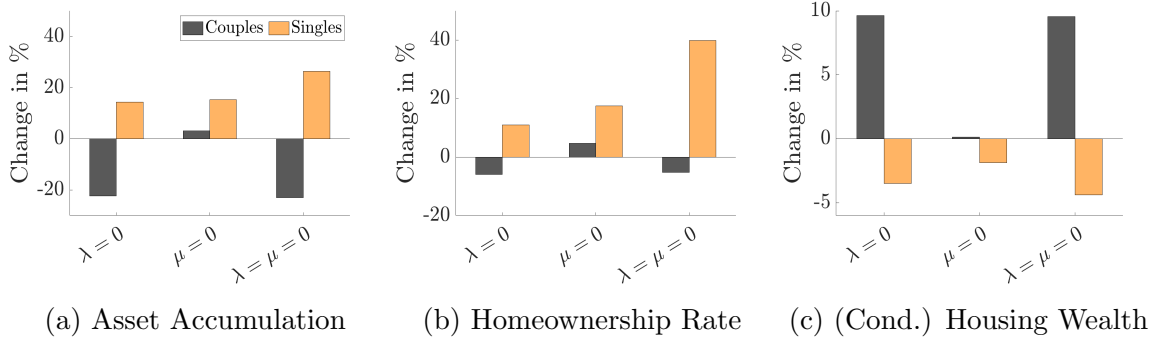 Change in %
40
20
0
-20
Couples
Singles
λ = 0
μ = 0
λ = μ = 0
(a) Asset Accumulation
Change in %
40
20
0
-20
λ = 0
μ = 0
λ = μ = 0
(b) Homeownership Rate
Change in %
10
5
0
-5
λ = 0
μ = 0
λ = μ = 0
(c) (Cond.) Housing Wealth